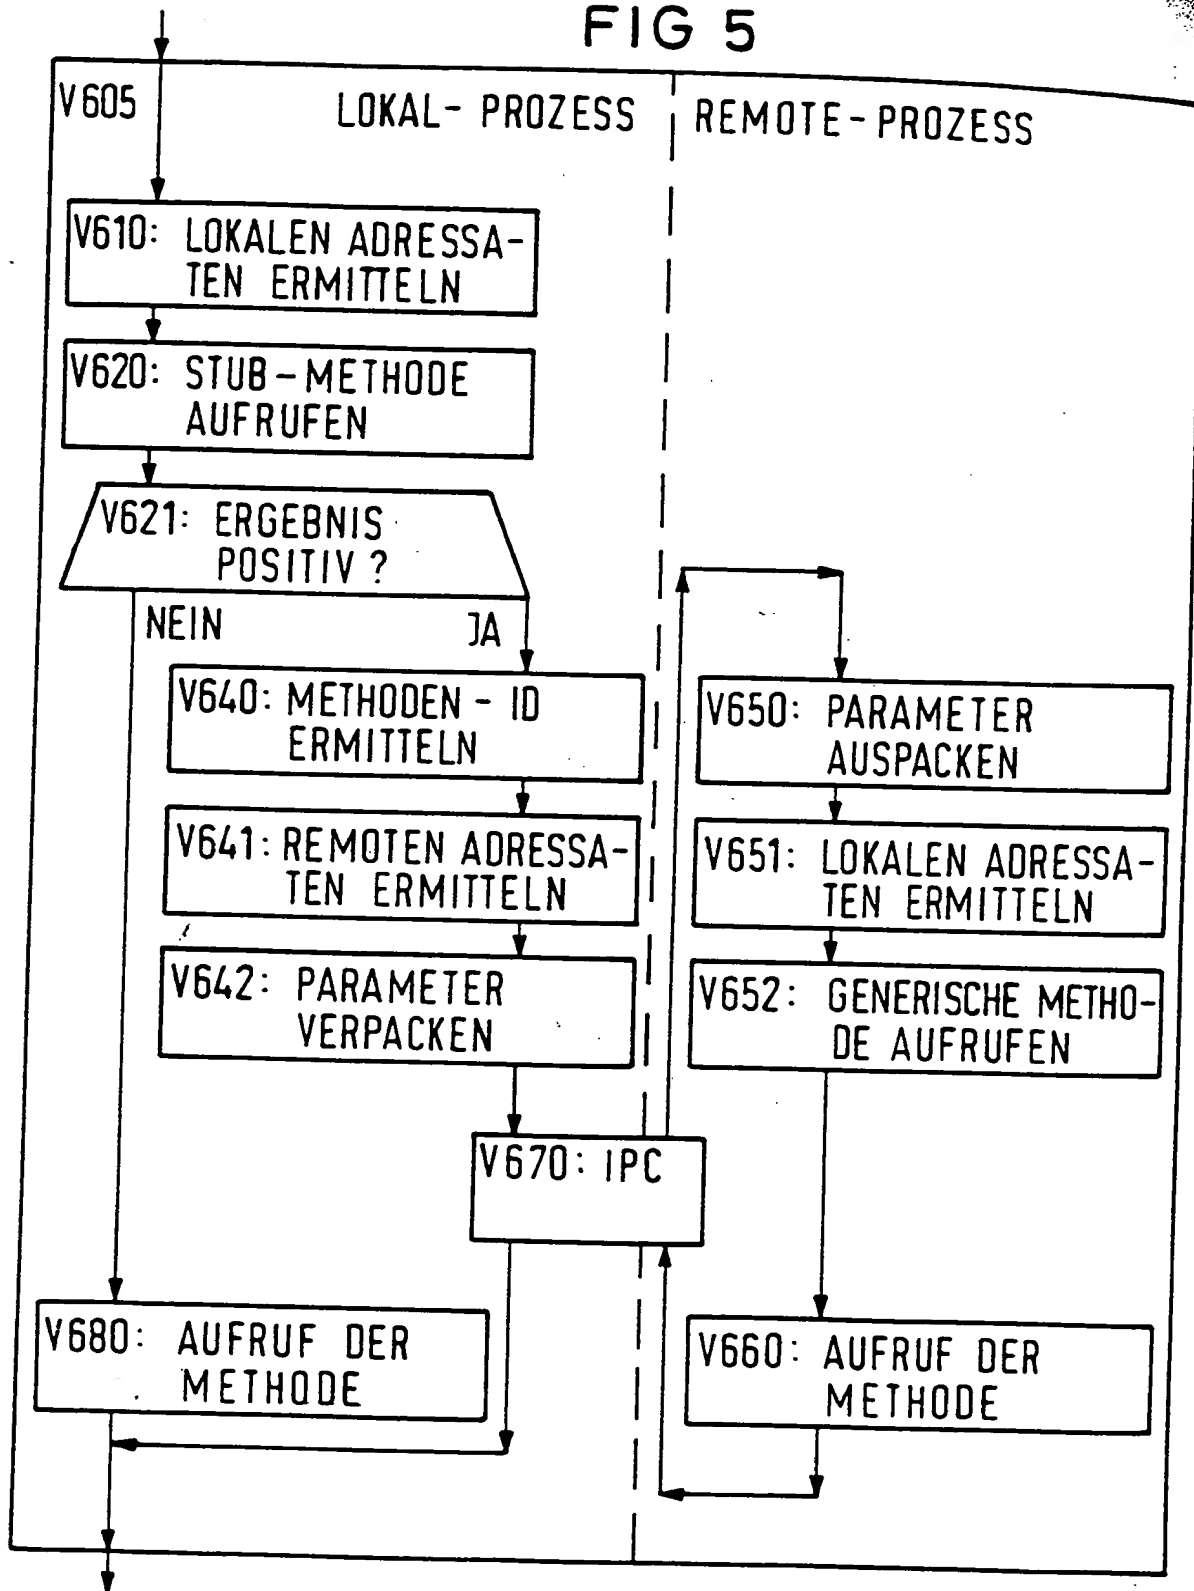 FIG 5
V605
LOKAL-PROZESS
REMOTE-PROZESS
V610: LOKALEN ADRESSA-
TEN ERMITTELN
V620: STUB-METHODE
AUFRUFEN
V621: ERGEBNIS
POSITIV?
NEIN
JA
V640: METHODEN-ID
ERMITTELN
V641: REMOTEN ADRESSA-
TEN ERMITTELN
V642: PARAMETER
VERPACKEN
V650: PARAMETER
AUSPACKEN
V651: LOKALEN ADRESSA-
TEN ERMITTELN
V652: GENERISCHE METHO-
DE AUFRUFEN
V670: IPC
V680: AUFRUF DER
METHODE
V660: AUFRUF DER
METHODE